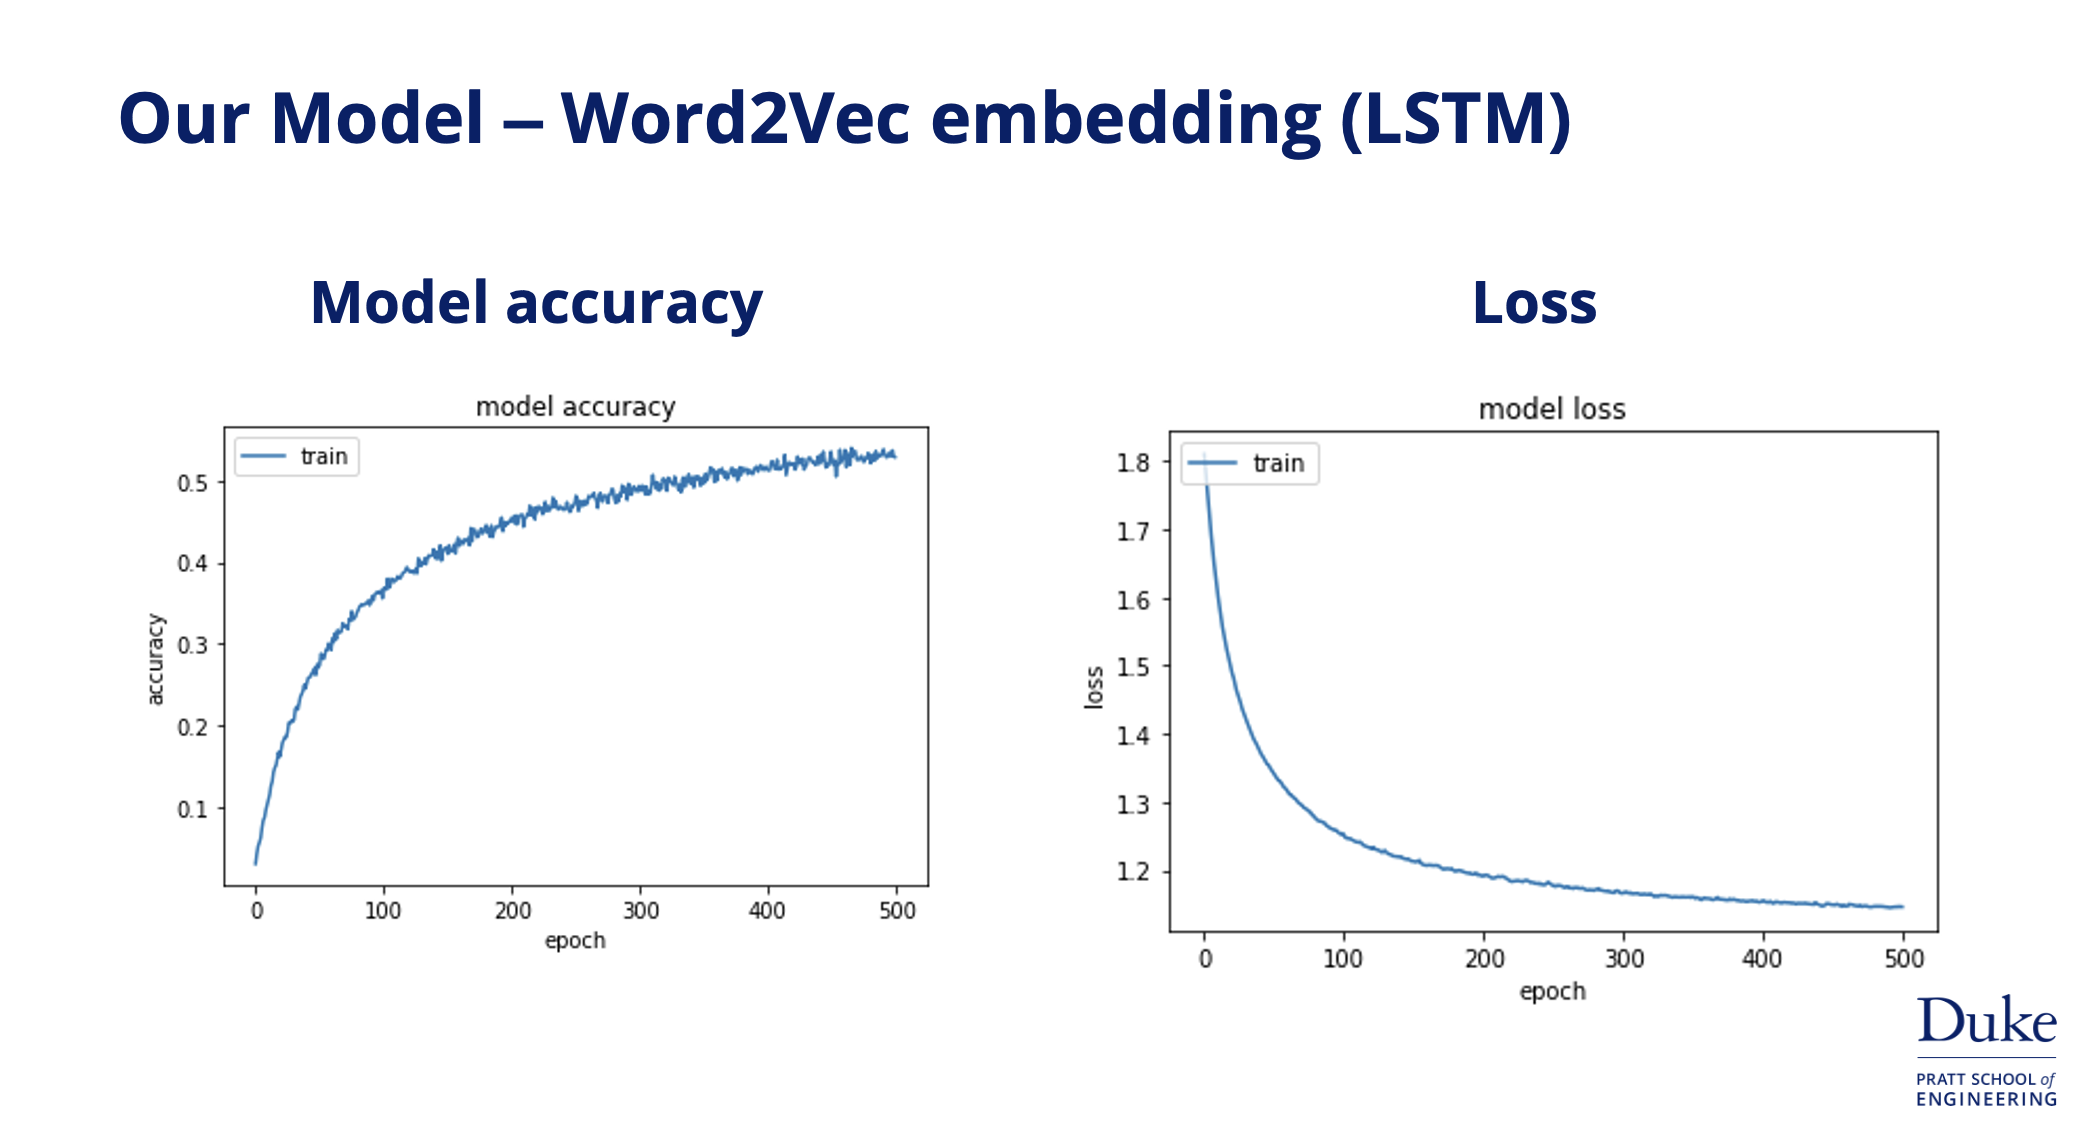 Our Model – Word2Vec embedding (LSTM)
Model accuracy
model accuracy
train
0.5
0.4
0.3
0.2
0.1
accuracy
0 100 200 300 400 500
epoch
Loss
model loss
train
1.8
1.7
1.6
1.5
1.4
1.3
1.2
loss
0 100 200 300 400 500
epoch
Duke
PRATT SCHOOL of
ENGINEERING